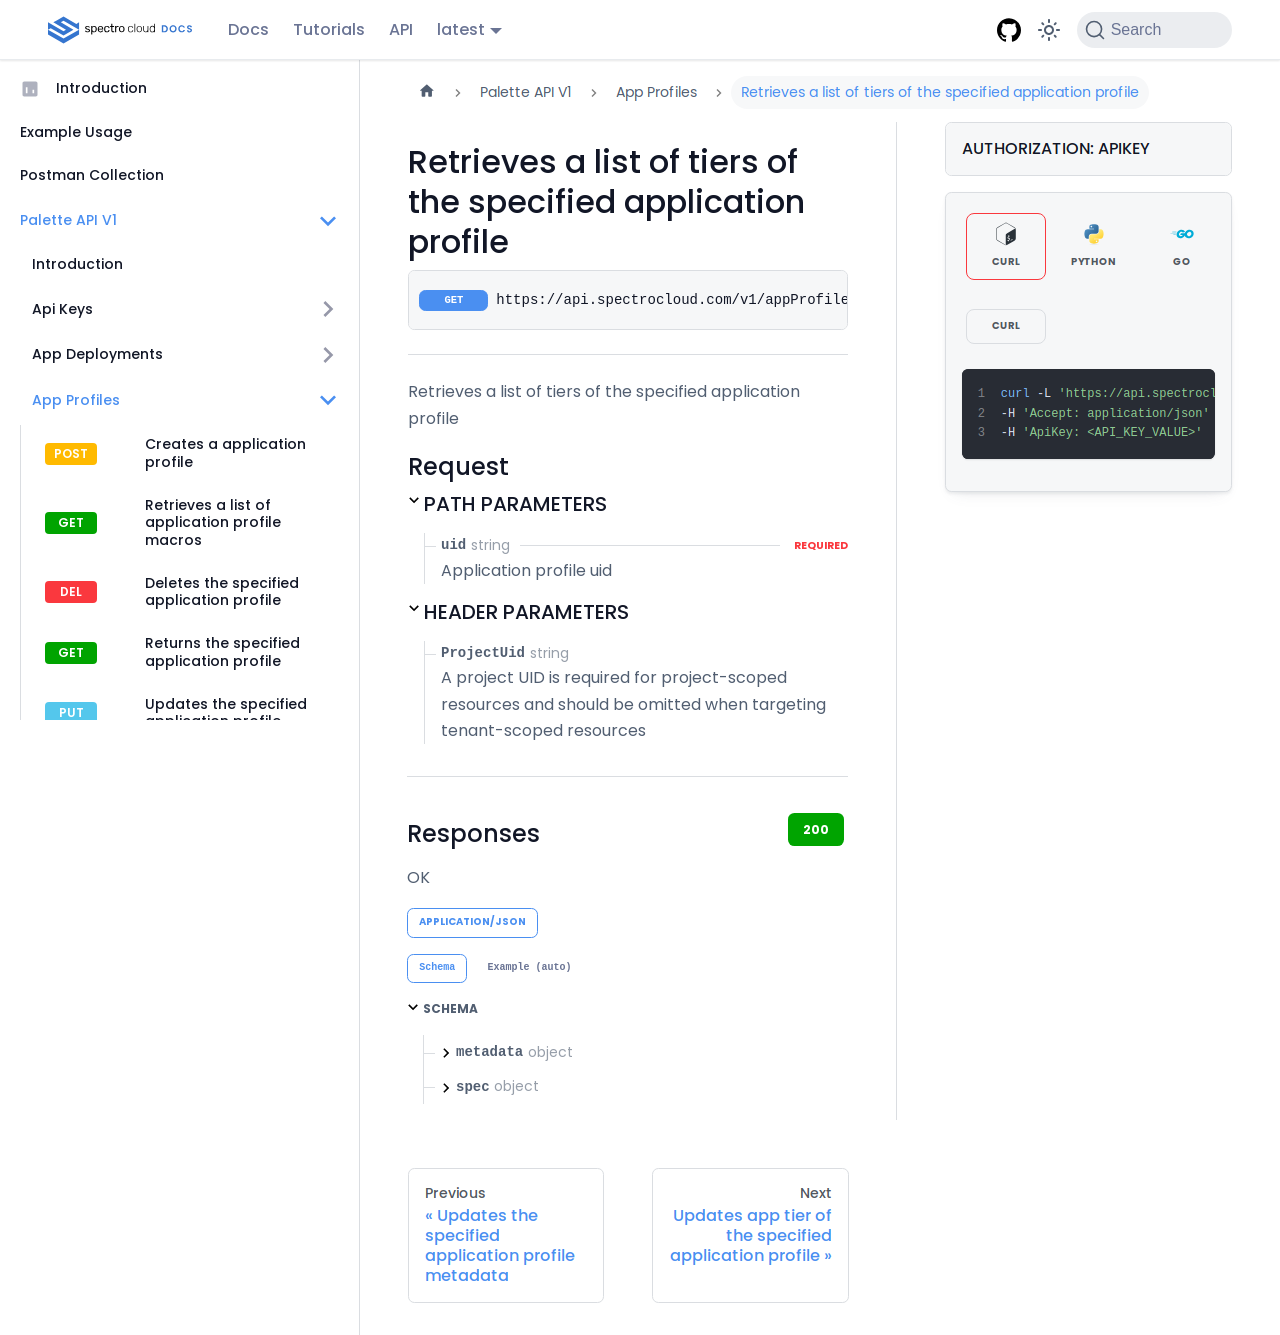 spectro cloud DOCS
Docs
Tutorials
API
latest
Search
Introduction
Example Usage
Postman Collection
Palette API V1
Introduction
Api Keys
App Deployments
App Profiles
POST
Creates a application
profile
GET
Retrieves a list of
application profile
macros
DEL
Deletes the specified
application profile
GET
Returns the specified
application profile
PUT
Updates the specified
application profile
Palette API V1
App Profiles
Retrieves a list of tiers of the specified application profile
Retrieves a list of tiers of
the specified application
profile
GET
https://api.spectrocloud.com/v1/appProfile
Retrieves a list of tiers of the specified application
profile
Request
PATH PARAMETERS
uid string
REQUIRED
Application profile uid
HEADER PARAMETERS
ProjectUid string
A project UID is required for project-scoped
resources and should be omitted when targeting
tenant-scoped resources
Responses
200
OK
APPLICATION/JSON
Schema
Example (auto)
SCHEMA
metadata object
spec object
Previous
« Updates the
specified
application profile
metadata
Next
Updates app tier of
the specified
application profile »
AUTHORIZATION: APIKEY
CURL
PYTHON
GO
CURL
1 curl -L 'https://api.spectrocl
2 -H 'Accept: application/json'
3 -H 'ApiKey: <API_KEY_VALUE>'